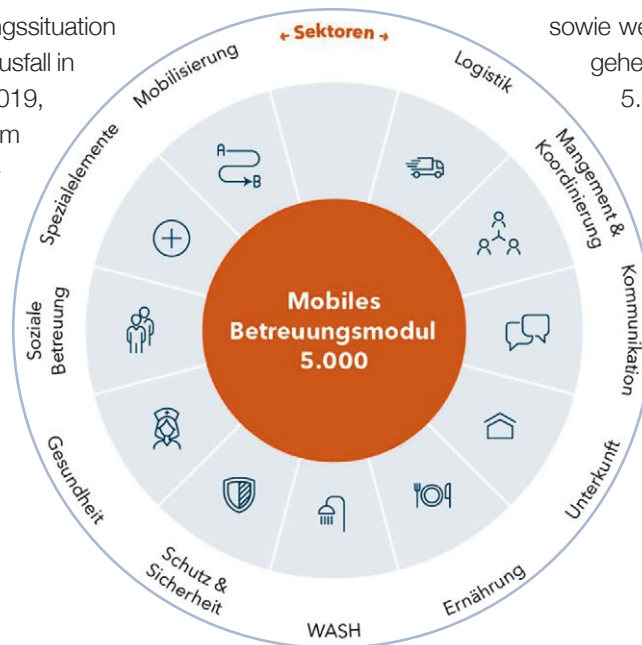 gssituation
usfall in
019,
m
sowie we
gehe
5.
← Sektoren →
Logistik
Mangement &
Koordinierung
Kommunikation
Unterkunft
Ernährung
WASH
Schutz &
Sicherheit
Gesundheit
Soziale
Betreuung
Spezialelemente
Mobilisierung
A
B
Mobiles
Betreuungsmodul
5.000